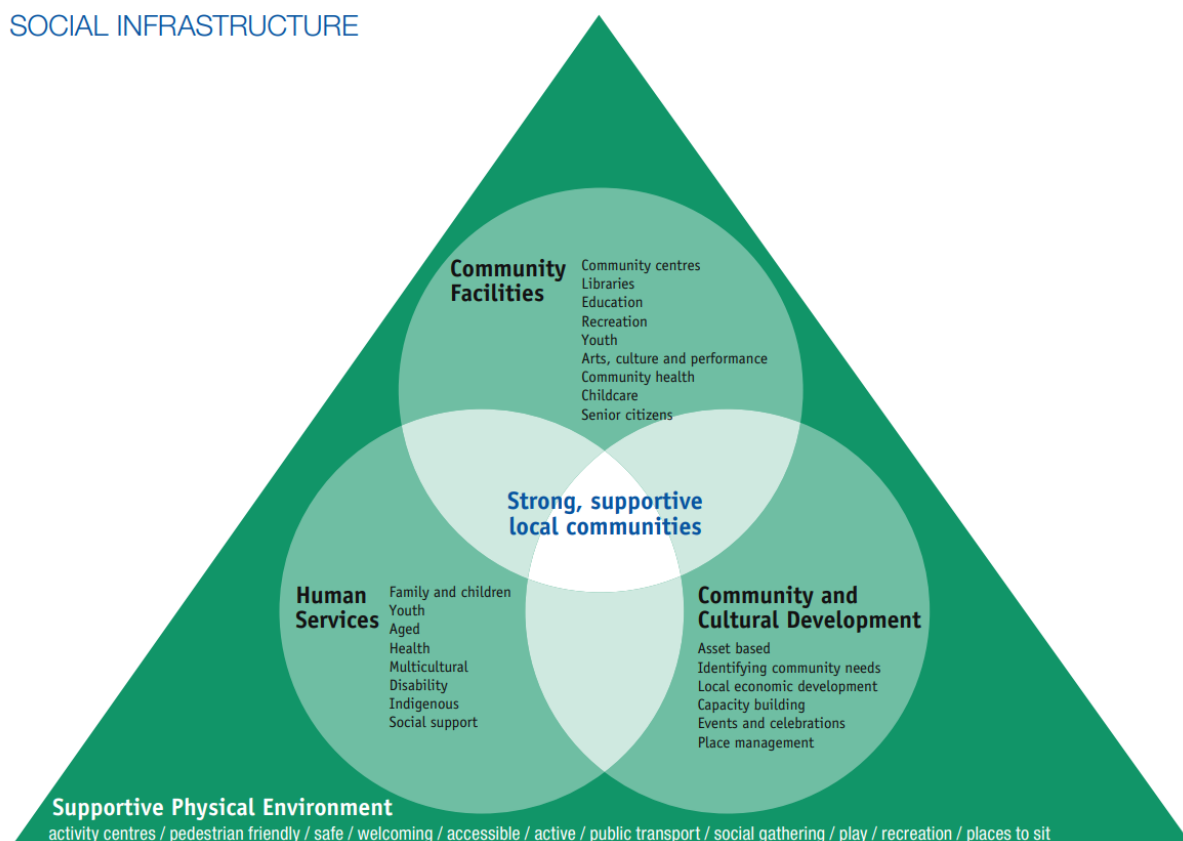 SOCIAL INFRASTRUCTURE
Community
Facilities
Community centres
Libraries
Education
Recreation
Youth
Arts, culture and performance
Community health
Childcare
Senior citizens
Strong, supportive
local communities
Human
Services
Family and children
Youth
Aged
Health
Multicultural
Disability
Indigenous
Social support
Community and
Cultural Development
Asset based
Identifying community needs
Local economic development
Capacity building
Events and celebrations
Place management
Supportive Physical Environment
activity centres / pedestrian friendly / safe / welcoming / accessible / active / public transport / social gathering / play / recreation / places to sit